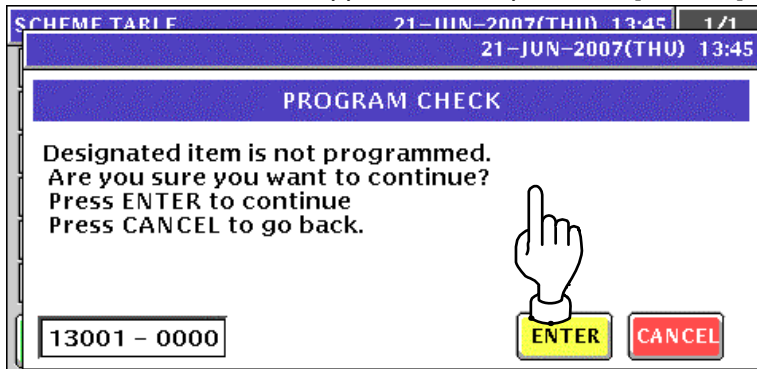 SCHEME TABLE 21-JUN-2007(THU) 13:45 1/1
21-JUN-2007(THU) 13:45
PROGRAM CHECK
Designated item is not programmed.
Are you sure you want to continue?
Press ENTER to continue
Press CANCEL to go back.
13001 - 0000 ENTER CANCEL